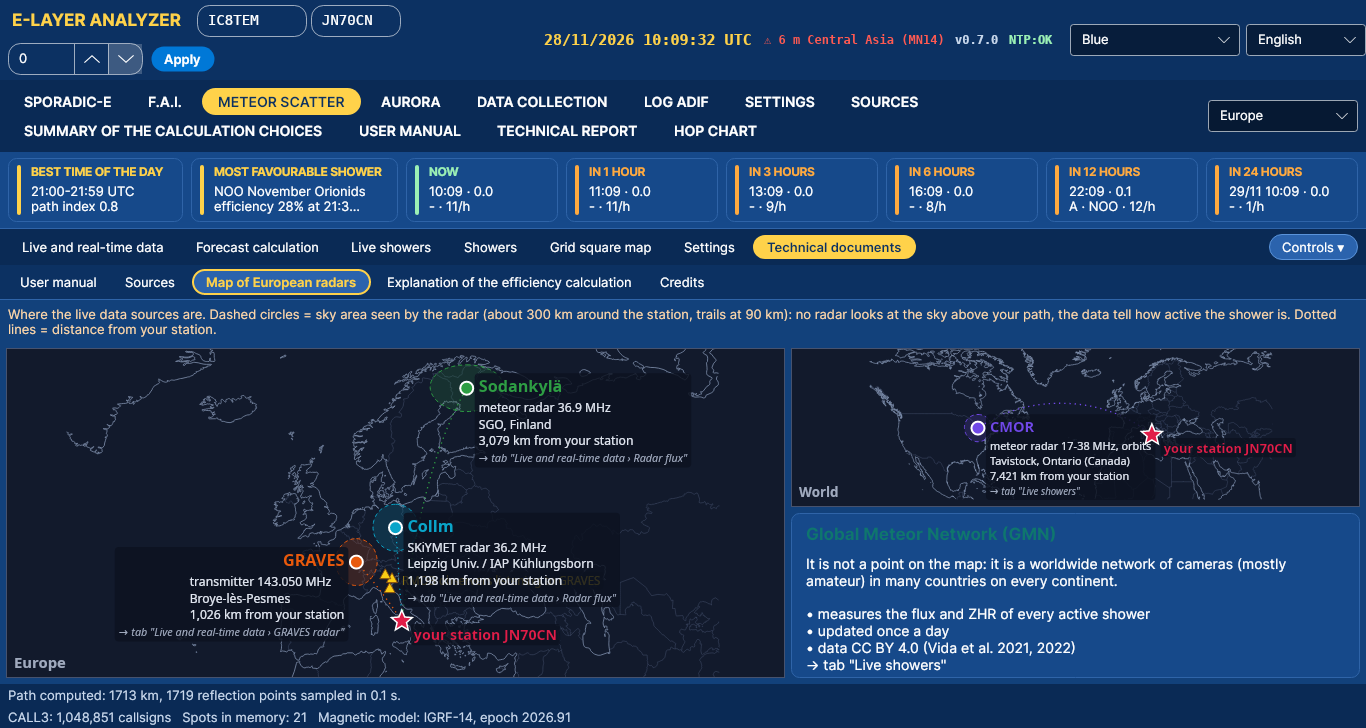 E-LAYER ANALYZER
IC8TEM
JN70CN
28/11/2026 10:09:32 UTC
⚠ 6 m Central Asia (MN14)
v0.7.0
NTP:OK
Blue
English
0
Apply
SPORADIC-E
F.A.I.
METEOR SCATTER
AURORA
DATA COLLECTION
LOG ADIF
SETTINGS
SOURCES
SUMMARY OF THE CALCULATION CHOICES
USER MANUAL
TECHNICAL REPORT
HOP CHART
Europe
BEST TIME OF THE DAY
21:00-21:59 UTC
path index 0.8
MOST FAVOURABLE SHOWER
NOO November Orionids
efficiency 28% at 21:3...
NOW
10:09 · 0.0
- · 11/h
IN 1 HOUR
11:09 · 0.0
- · 11/h
IN 3 HOURS
13:09 · 0.0
- · 9/h
IN 6 HOURS
16:09 · 0.0
- · 8/h
IN 12 HOURS
22:09 · 0.1
A · NOO · 12/h
IN 24 HOURS
29/11 10:09 · 0.0
- · 1/h
Live and real-time data
Forecast calculation
Live showers
Showers
Grid square map
Settings
Technical documents
Controls ▾
User manual
Sources
Map of European radars
Explanation of the efficiency calculation
Credits
Where the live data sources are. Dashed circles = sky area seen by the radar (about 300 km around the station, trails at 90 km): no radar looks at the sky above your path, the data tell how active the shower is. Dotted
lines = distance from your station.
Sodankylä
meteor radar 36.9 MHz
SGO, Finland
3,079 km from your station
→ tab "Live and real-time data › Radar flux"
Collm
SKiYMET radar 36.2 MHz
Leipzig Univ. / IAP Kühlungsborn
1,198 km from your station
→ tab "Live and real-time data › Radar flux"
GRAVES
GRAVES
transmitter 143.050 MHz
Broye-lès-Pesmes
1,026 km from your station
→ tab "Live and real-time data › GRAVES radar"
your station JN70CN
Europe
CMOR
meteor radar 17-38 MHz, orbits
Tavistock, Ontario (Canada)
7,421 km from your station
→ tab "Live showers"
your station JN70CN
World
Global Meteor Network (GMN)
It is not a point on the map: it is a worldwide network of cameras (mostly
amateur) in many countries on every continent.
• measures the flux and ZHR of every active shower
• updated once a day
• data CC BY 4.0 (Vida et al. 2021, 2022)
→ tab "Live showers"
Path computed: 1713 km, 1719 reflection points sampled in 0.1 s.
CALL3: 1,048,851 callsigns
Spots in memory: 21
Magnetic model: IGRF-14, epoch 2026.91